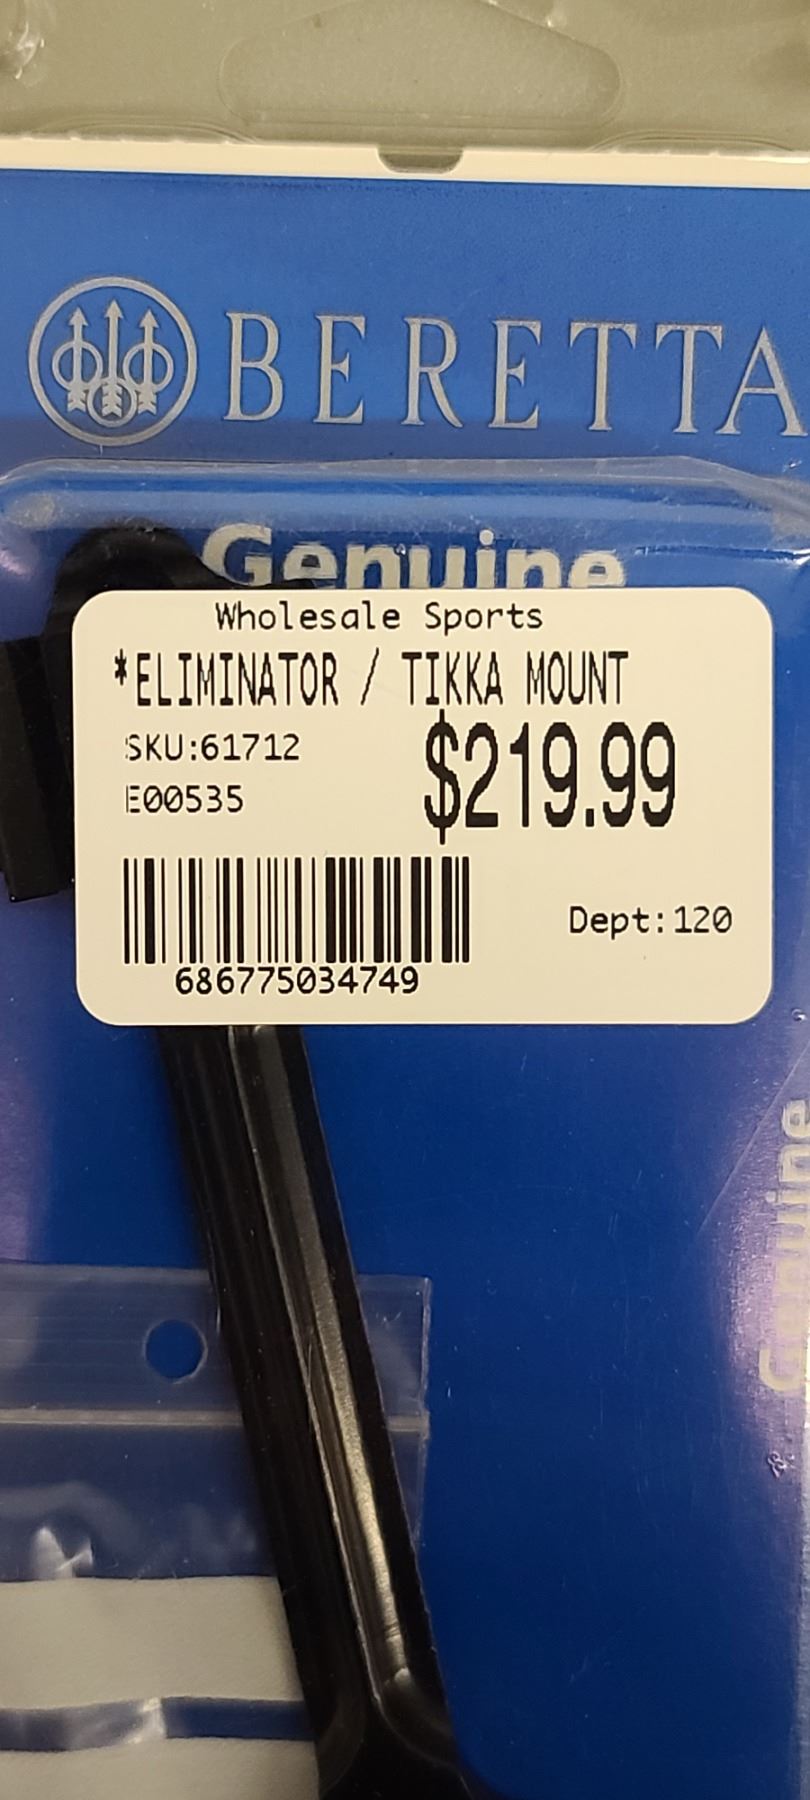 BERETTA
Genuine
Wholesale Sports
*ELIMINATOR / TIKKA MOUNT
SKU:61712
$219.99
E00535
Dept:120
686775034749
Genuine